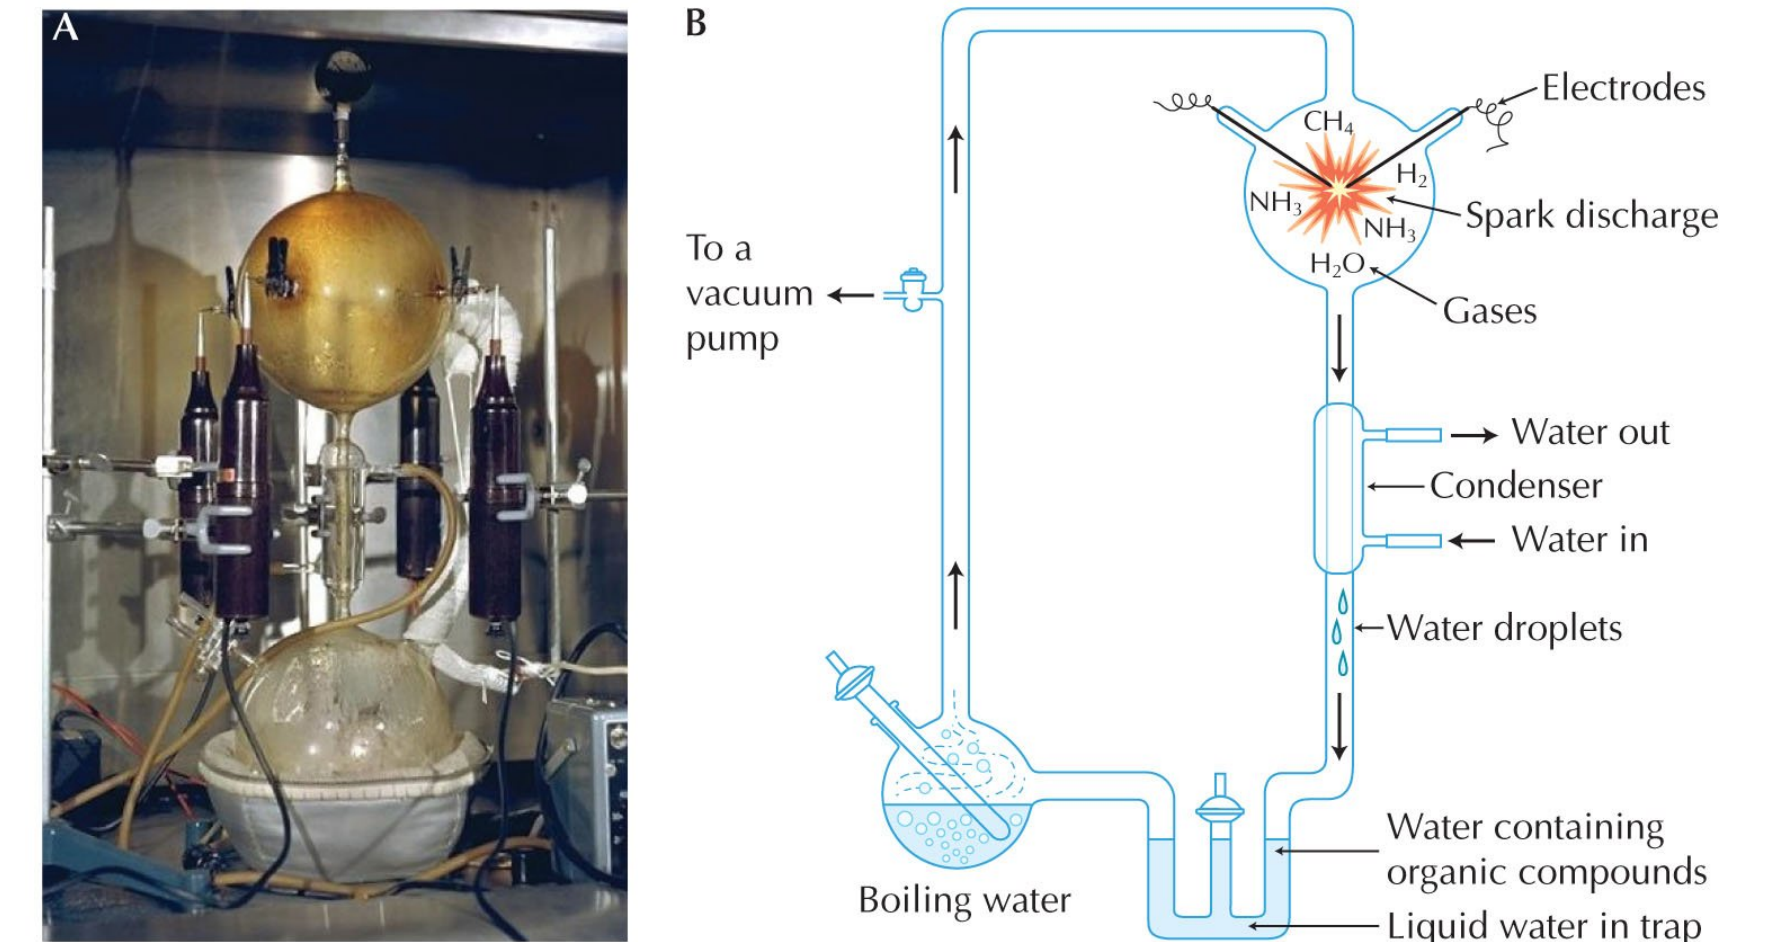 A
B
Electrodes
CH₄
H₂
NH₃
Spark discharge
NH₃
H₂O
Gases
To a
vacuum
pump
Water out
Condenser
Water in
Water droplets
Boiling water
Water containing
organic compounds
Liquid water in trap